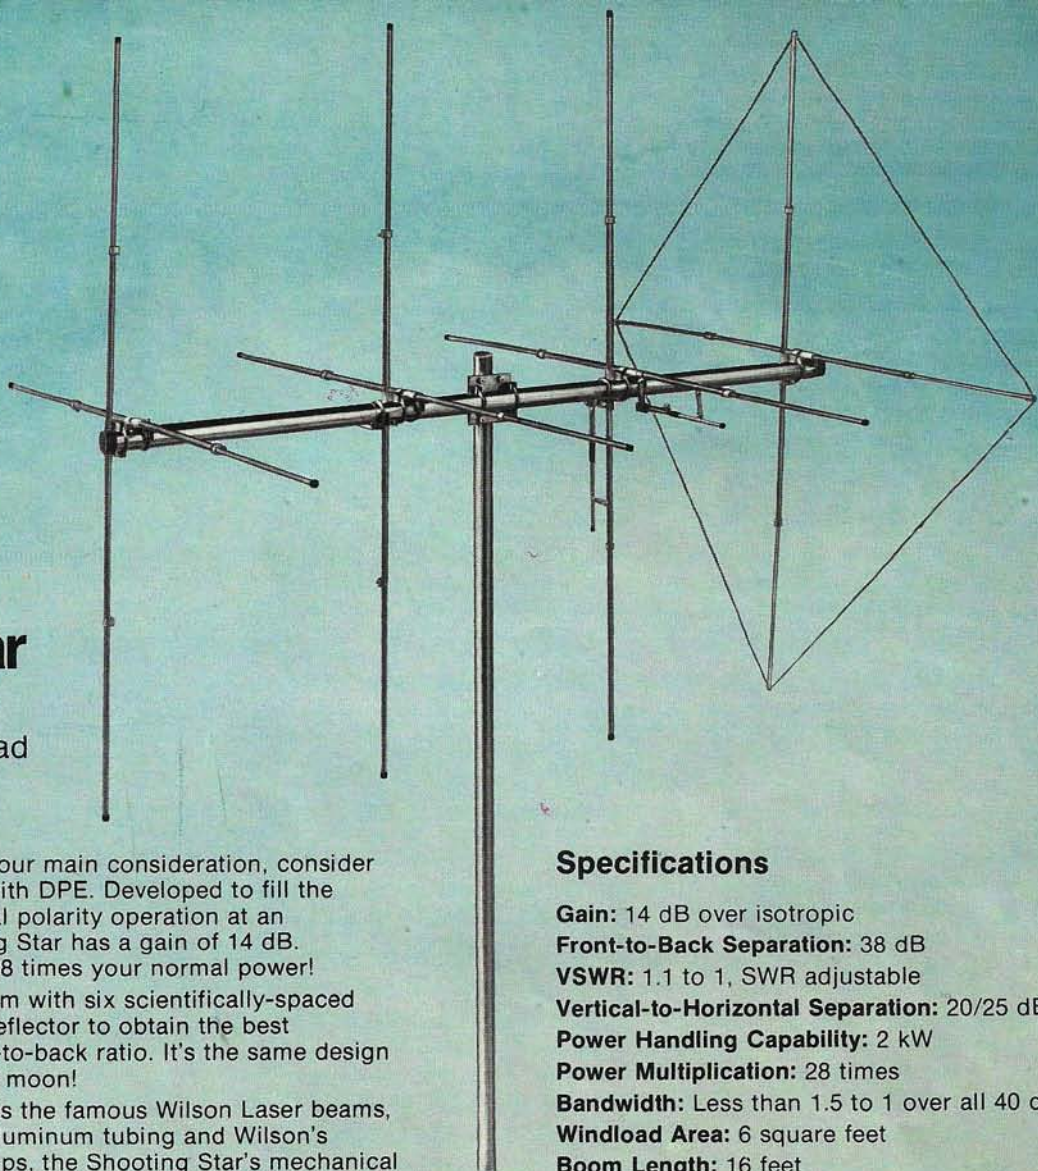 ar
ad
our main consideration, consider
ith DPE. Developed to fill the
al polarity operation at an
g Star has a gain of 14 dB.
8 times your normal power!
m with six scientifically-spaced
eflector to obtain the best
-to-back ratio. It's the same design
moon!
s the famous Wilson Laser beams,
uminum tubing and Wilson's
ps, the Shooting Star's mechanical
Specifications
Gain: 14 dB over isotropic
Front-to-Back Separation: 38 dB
VSWR: 1.1 to 1, SWR adjustable
Vertical-to-Horizontal Separation: 20/25 dB
Power Handling Capability: 2 kW
Power Multiplication: 28 times
Bandwidth: Less than 1.5 to 1 over all 40 c
Windload Area: 6 square feet
Boom Length: 16 feet